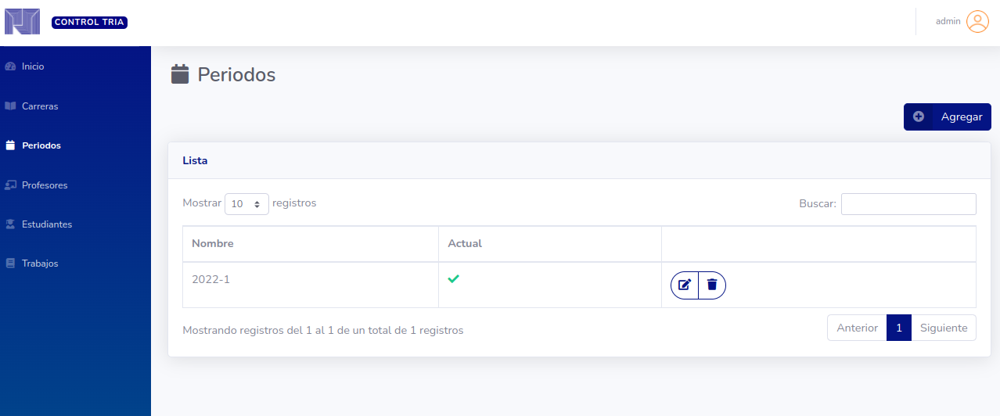 CONTROL TRIA
admin
Inicio
Carreras
Periodos
Profesores
Estudiantes
Trabajos
Periodos
Agregar
Lista
Mostrar 10 registros
Buscar:
Nombre Actual
2022-1
Mostrando registros del 1 al 1 de un total de 1 registros
Anterior 1 Siguiente